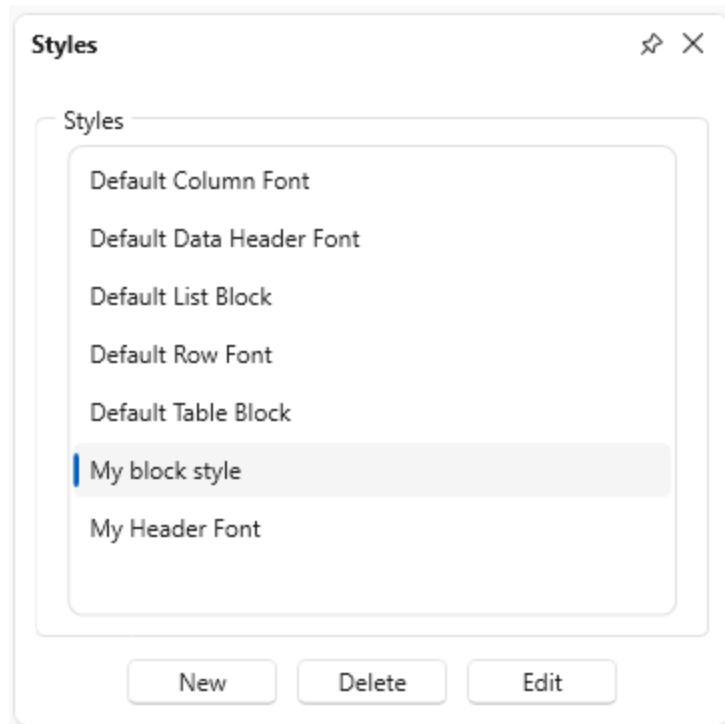 Styles
Styles
Default Column Font
Default Data Header Font
Default List Block
Default Row Font
Default Table Block
My block style
My Header Font
New Delete Edit